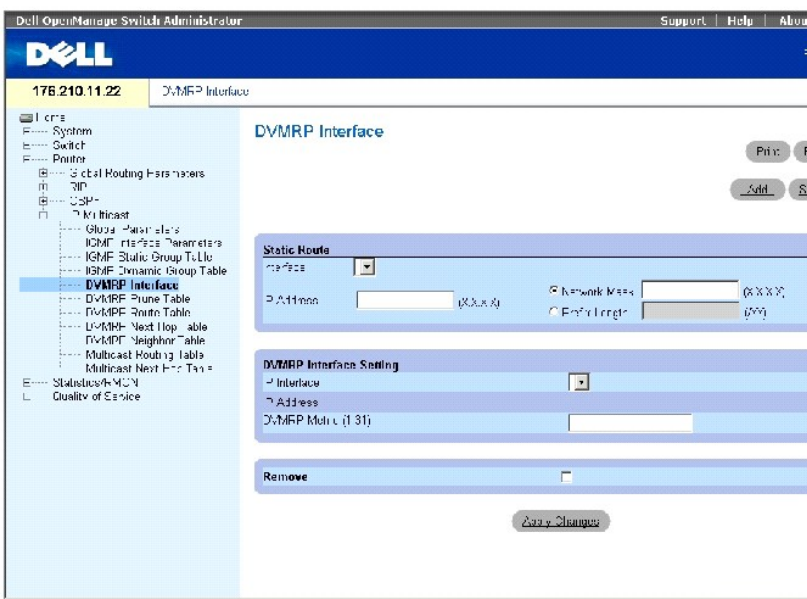 Dell OpenManage Switch Administrator Support | Help |
DELL
176.210.11.22 DVMRP Interface
System
Switch
Router
Global Routing Parameters
RIP
Multicast
Global Parameters
IGMP Interface Parameters
IGMP Static Group Table
IGMP Dynamic Group Table
DVMRP Interface
DVMRP Prune Table
DVMRP Route Table
DVMRP Next Hop Table
DVMRP Neighbor Table
Multicast Routing Table
Multicast Next Hop Table
Statistics/RMON
Quality of Service
DVMRP Interface
Print
Add
Static Route
Interface
IP Address (X.X.X.X) Network Mask (X.X.X.X)
Prefix Length (/XX)
DVMRP Interface Setting
IP Interface
IP Address
DVMRP Metric (1-31)
Remove
Apply Changes